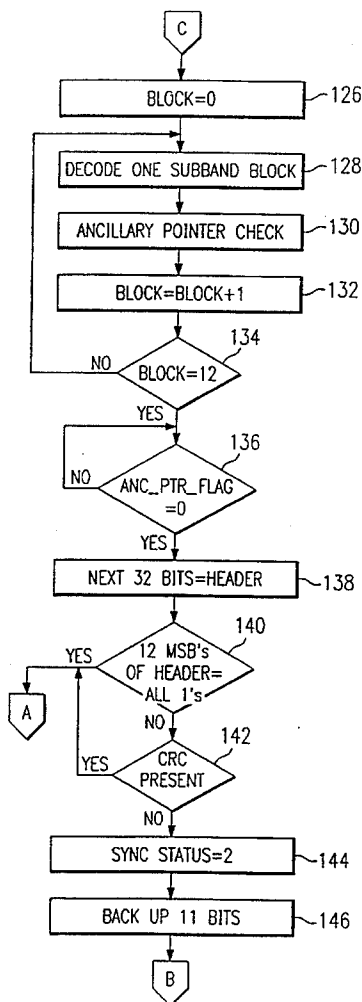 C
BLOCK=0
126
DECODE ONE SUBBAND BLOCK
128
ANCILLARY POINTER CHECK
130
BLOCK=BLOCK+1
132
134
NO
BLOCK=12
YES
136
NO
ANC_PTR_FLAG
=0
YES
NEXT 32 BITS=HEADER
138
140
YES
12 MSB's
OF HEADER=
ALL 1's
A
NO
142
YES
CRC
PRESENT
NO
SYNC STATUS=2
144
BACK UP 11 BITS
146
B